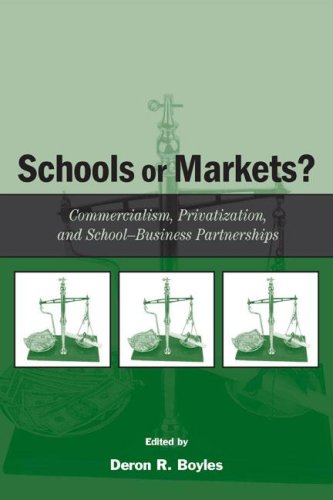 Schools or Markets?
Commercialism, Privatization,
and School–Business Partnerships
Edited by
Deron R. Boyles